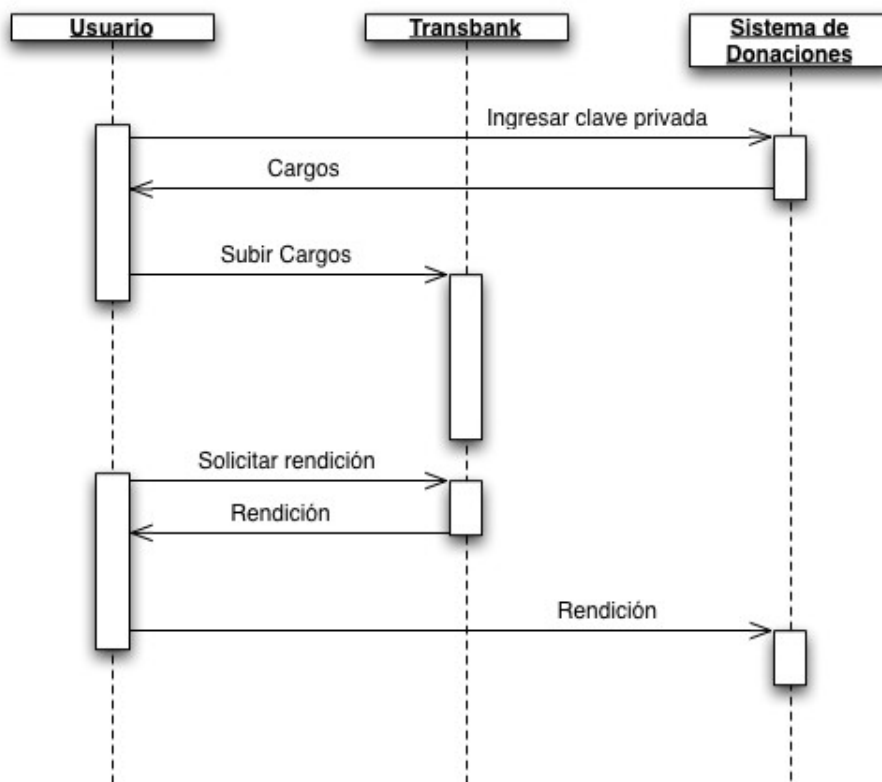 Usuario
Transbank
Sistema de
Donaciones
Ingresar clave privada
Cargos
Subir Cargos
Solicitar rendición
Rendición
Rendición